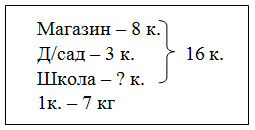 Магазин – 8 к.
Д/сад – 3 к. 16 к.
Школа – ? к.
1к. – 7 кг